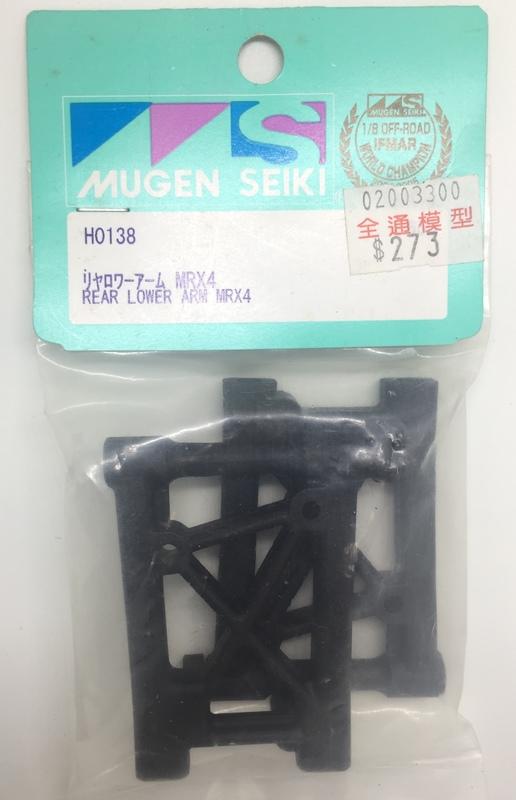 MS
MUGEN SEIKI
MUGEN SEIKI
1/8 OFF-ROAD
IFMAR
WORLD CHAMPION
02003300
全通模型
$273
H0138
リヤロワーアーム MRX4
REAR LOWER ARM MRX4